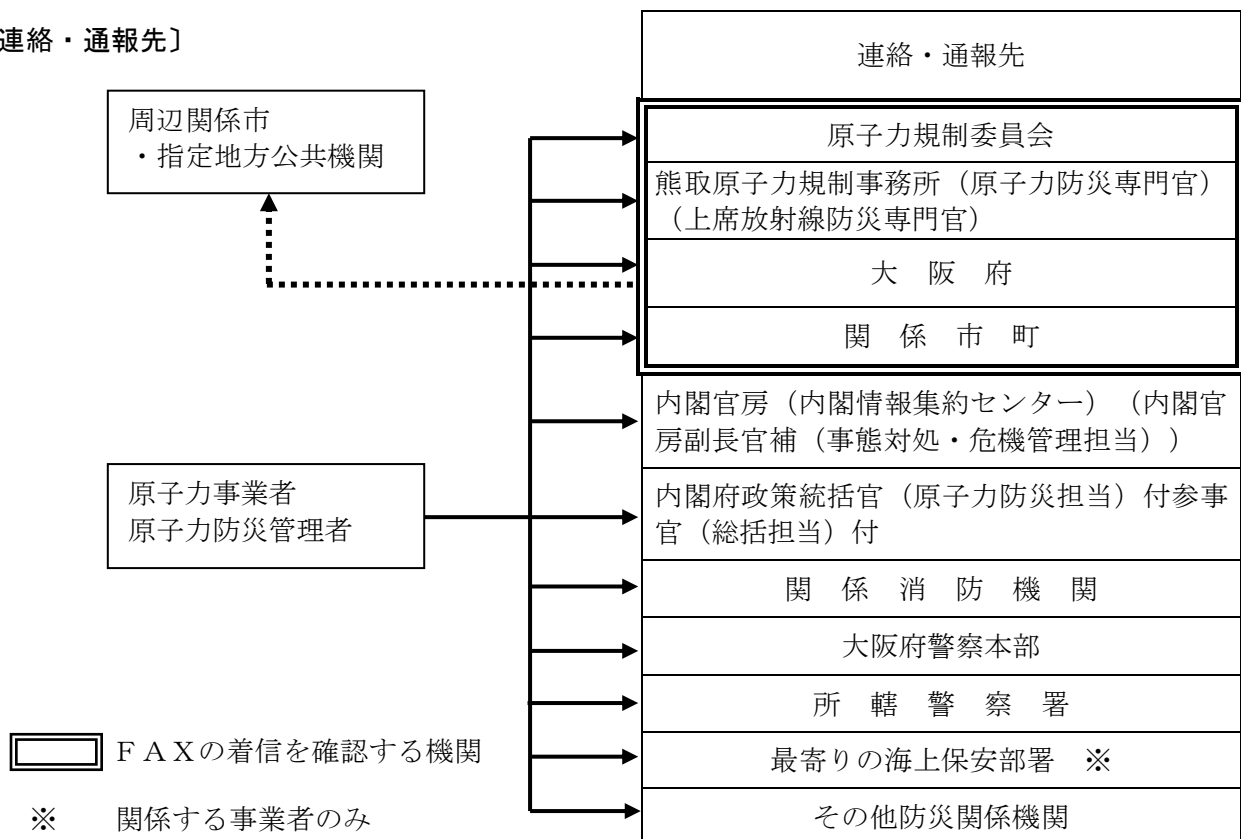 連絡・通報先〕
連絡・通報先
周辺関係市
・指定地方公共機関
原子力規制委員会
熊取原子力規制事務所（原子力防災専門官）
（上席放射線防災専門官）
大　阪　府
関　係　市　町
内閣官房（内閣情報集約センター）（内閣官
房副長官補（事態対処・危機管理担当））
原子力事業者
原子力防災管理者
内閣府政策統括官（原子力防災担当）付参事
官（総括担当）付
関　係　消　防　機　関
大阪府警察本部
所　轄　警　察　署
ＦＡＸの着信を確認する機関
最寄りの海上保安部署　※
※　関係する事業者のみ
その他防災関係機関